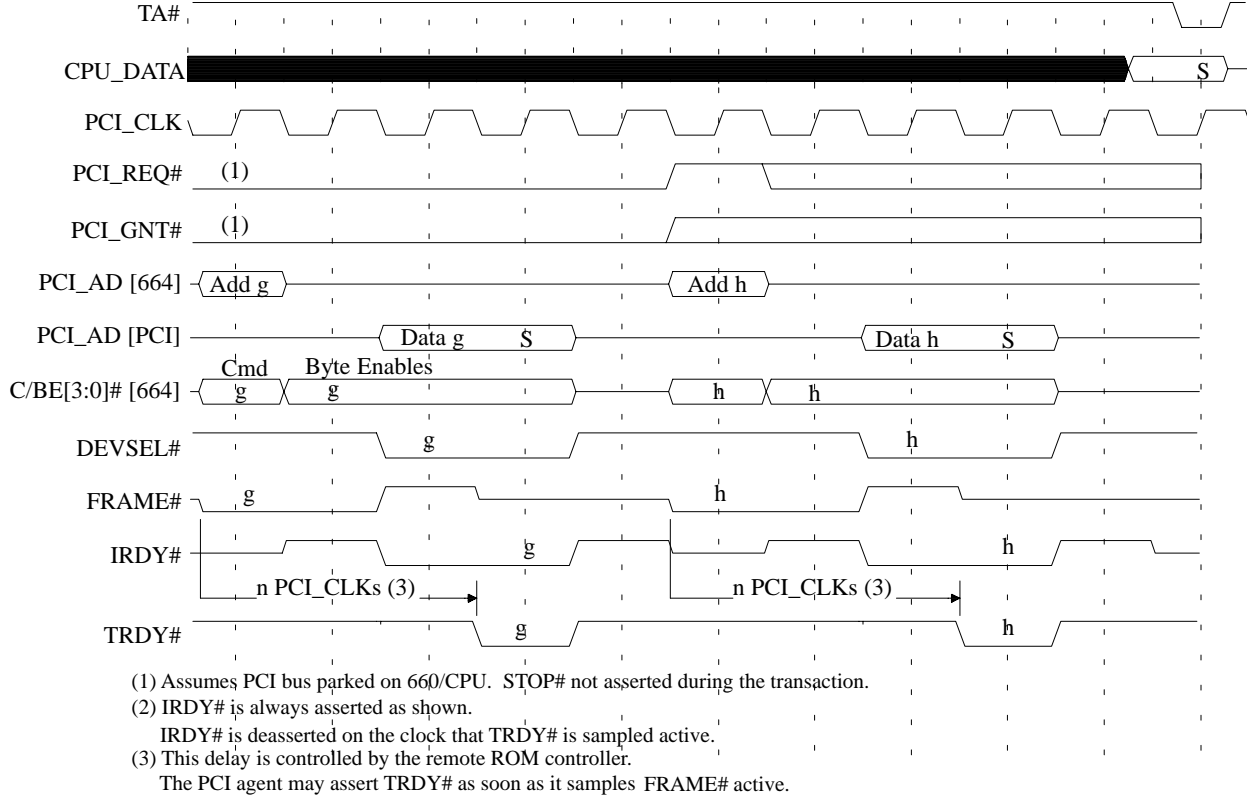 TA#
CPU_DATA S
PCI_CLK
PCI_REQ# (1)
PCI_GNT# (1)
PCI_AD [664] Add g Add h
PCI_AD [PCI] Data g S Data h S
Cmd Byte Enables
C/BE[3:0]# [664] g g h h
DEVSEL# g h
FRAME# g h
IRDY# g h
n PCI_CLKs (3) n PCI_CLKs (3)
TRDY# g h
(1) Assumes PCI bus parked on 660/CPU. STOP# not asserted during the transaction.
(2) IRDY# is always asserted as shown.
IRDY# is deasserted on the clock that TRDY# is sampled active.
(3) This delay is controlled by the remote ROM controller.
The PCI agent may assert TRDY# as soon as it samples FRAME# active.